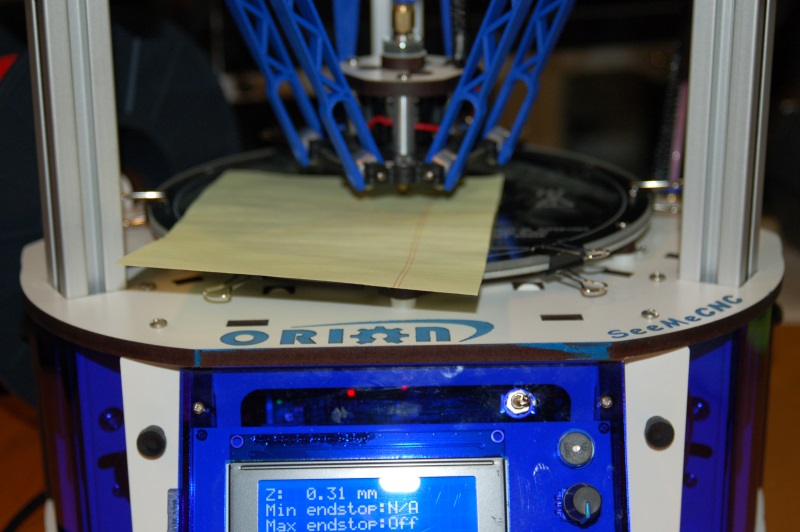 ORION
SeeMeCNC
Z:   0.31 mm
Min endstop:N/A
Max endstop:Off